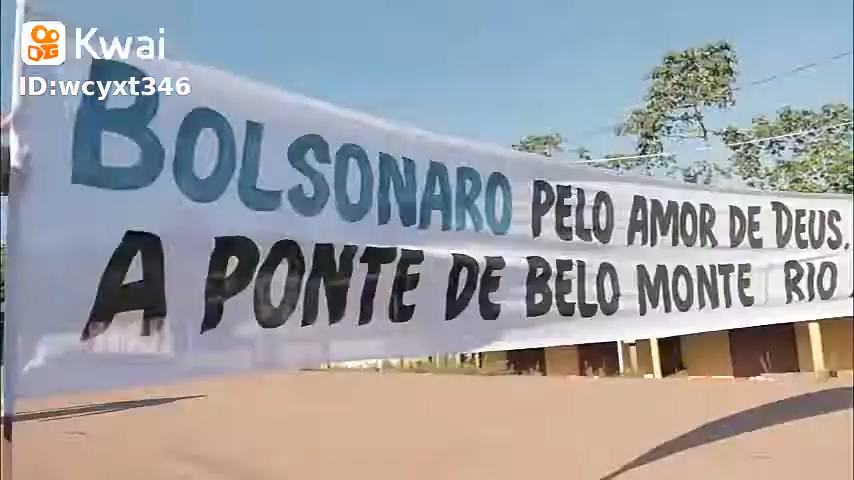 Kwai
ID:wcyxt346
BOLSONARO PELO AMOR DE DEUS.
A PONTE DE BELO MONTE RIO